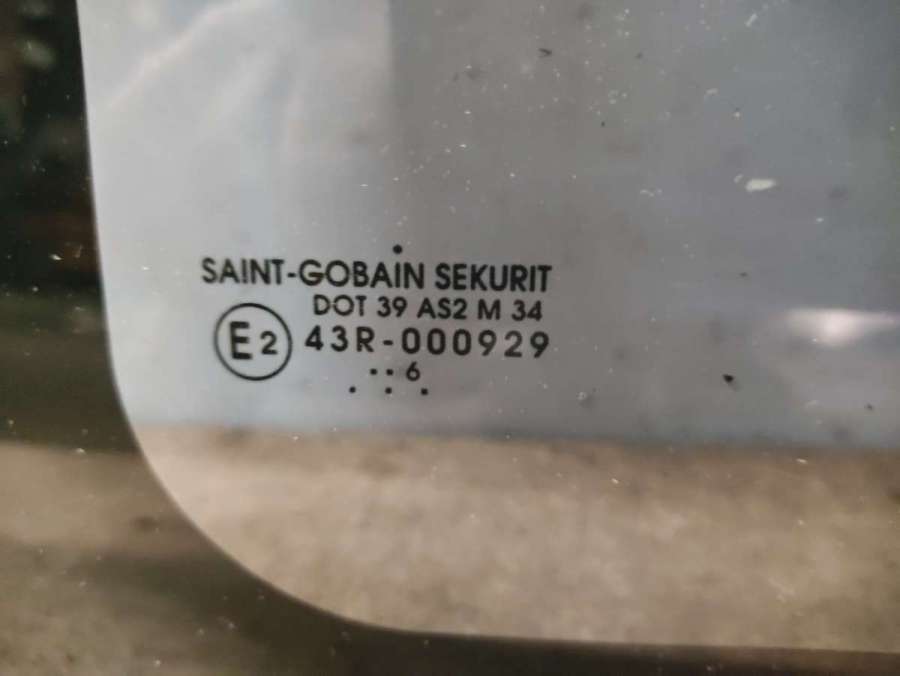 SAINT-GOBAIN SEKURIT
DOT 39 AS2 M 34
E2 43R-000929
..6
. . .